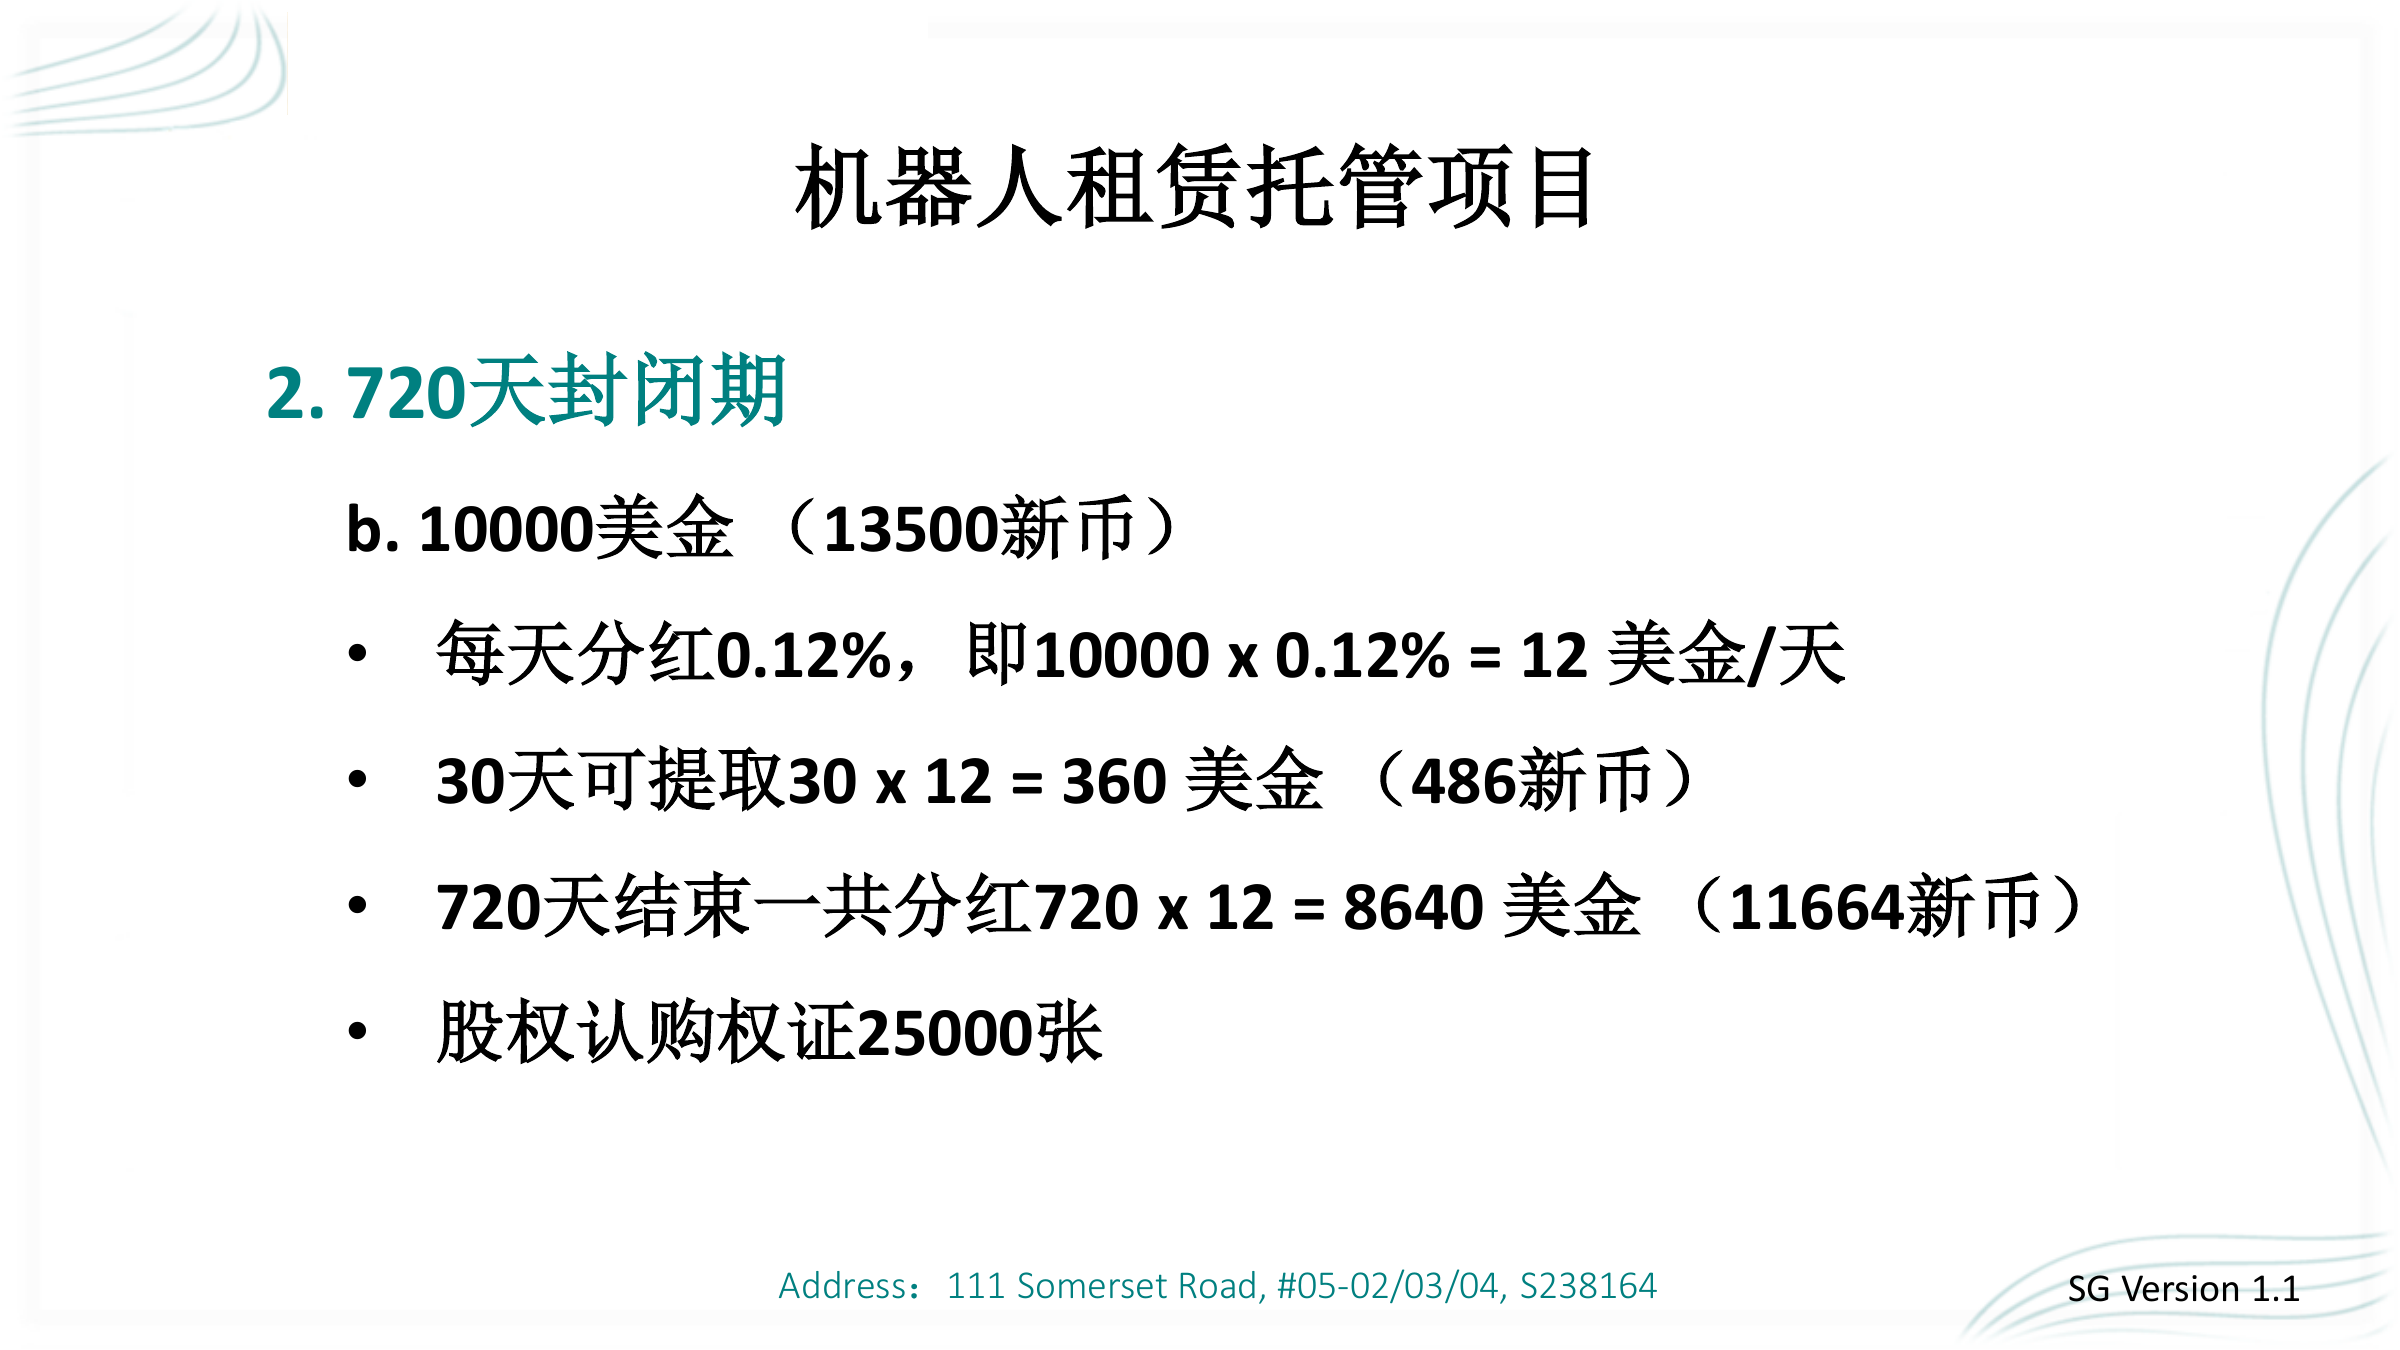 机器人租赁托管项目
2. 720天封闭期
b. 10000美金 （13500新币）
• 每天分红0.12%，即10000 x 0.12% = 12 美金/天
• 30天可提取30 x 12 = 360 美金 （486新币）
• 720天结束一共分红720 x 12 = 8640 美金 （11664新币）
• 股权认购权证25000张
Address：111 Somerset Road, #05-02/03/04, S238164
SG Version 1.1